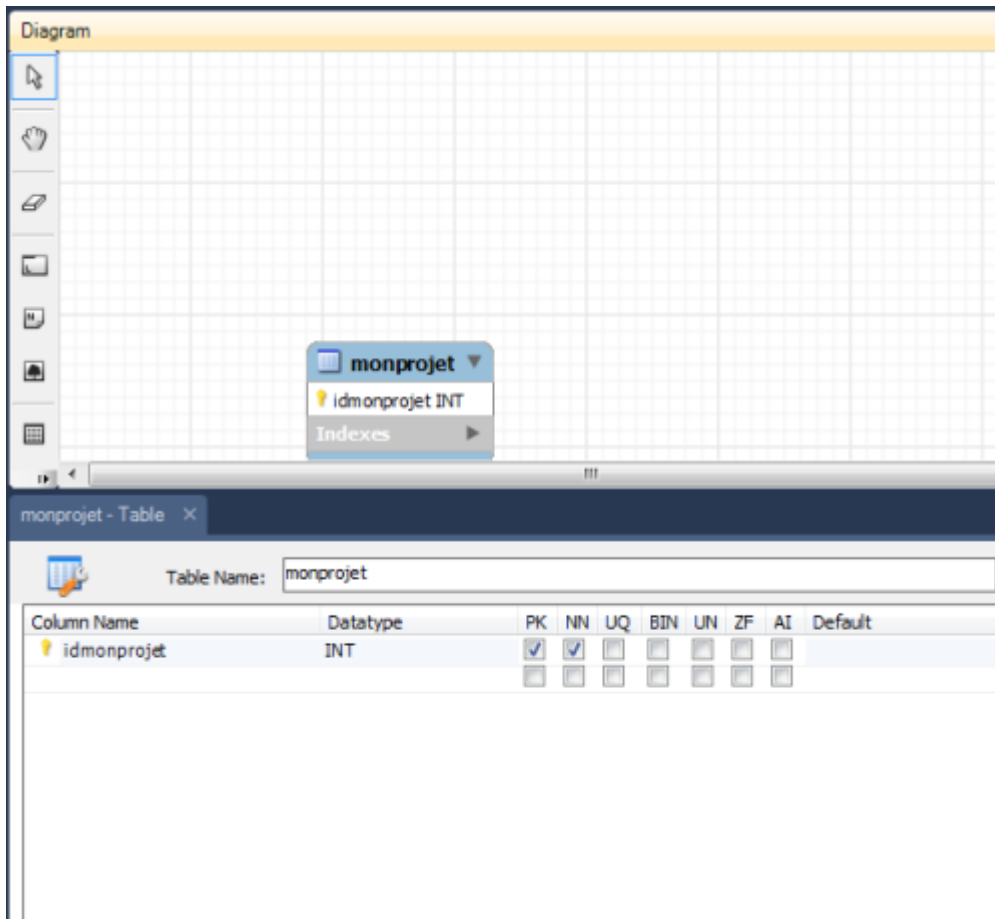 Diagram
monprojet
idmonprojet INT
Indexes
monprojet - Table
Table Name: monprojet
Column Name Datatype PK NN UQ BIN UN ZF AI Default
idmonprojet INT